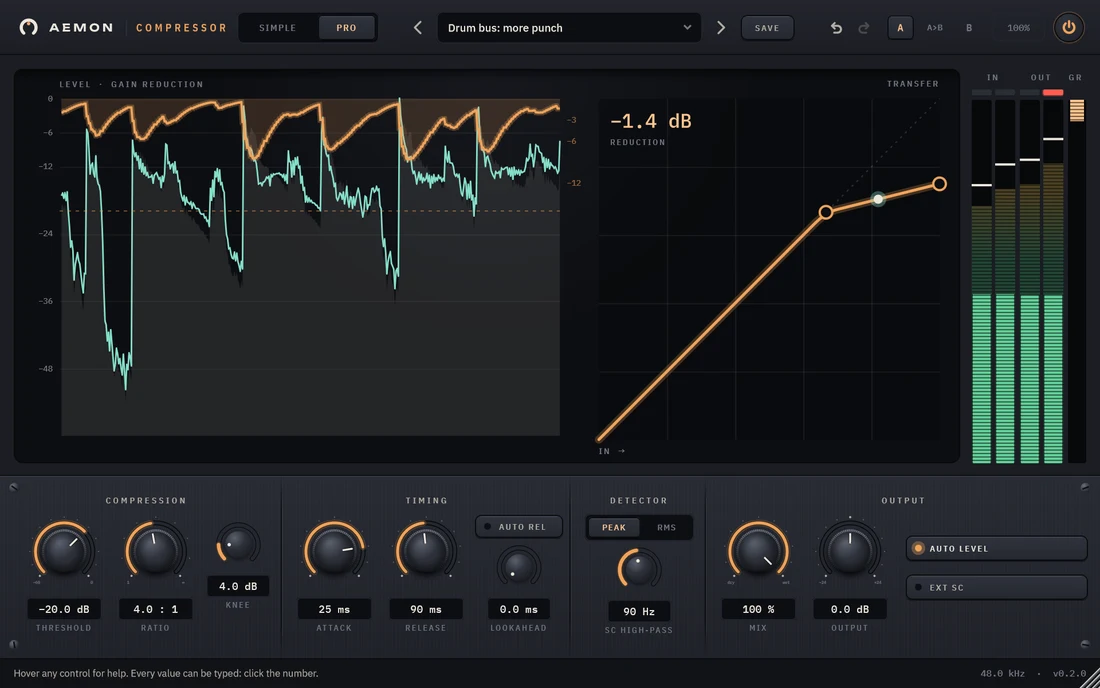 AEMON COMPRESSOR SIMPLE PRO Drum bus: more punch SAVE A A>B B 100%
LEVEL · GAIN REDUCTION TRANSFER IN OUT GR
0
-6
-12
-24
-36
-48
-3
-6
-12
-1.4 dB
REDUCTION
IN →
COMPRESSION TIMING DETECTOR OUTPUT
AUTO REL PEAK RMS
AUTO LEVEL
EXT SC
4.0 dB
KNEE
-20.0 dB 4.0 : 1 25 ms 90 ms 0.0 ms 90 Hz 100 % 0.0 dB
THRESHOLD RATIO ATTACK RELEASE LOOKAHEAD SC HIGH-PASS MIX OUTPUT
Hover any control for help. Every value can be typed: click the number. 48.0 kHz · v0.2.0